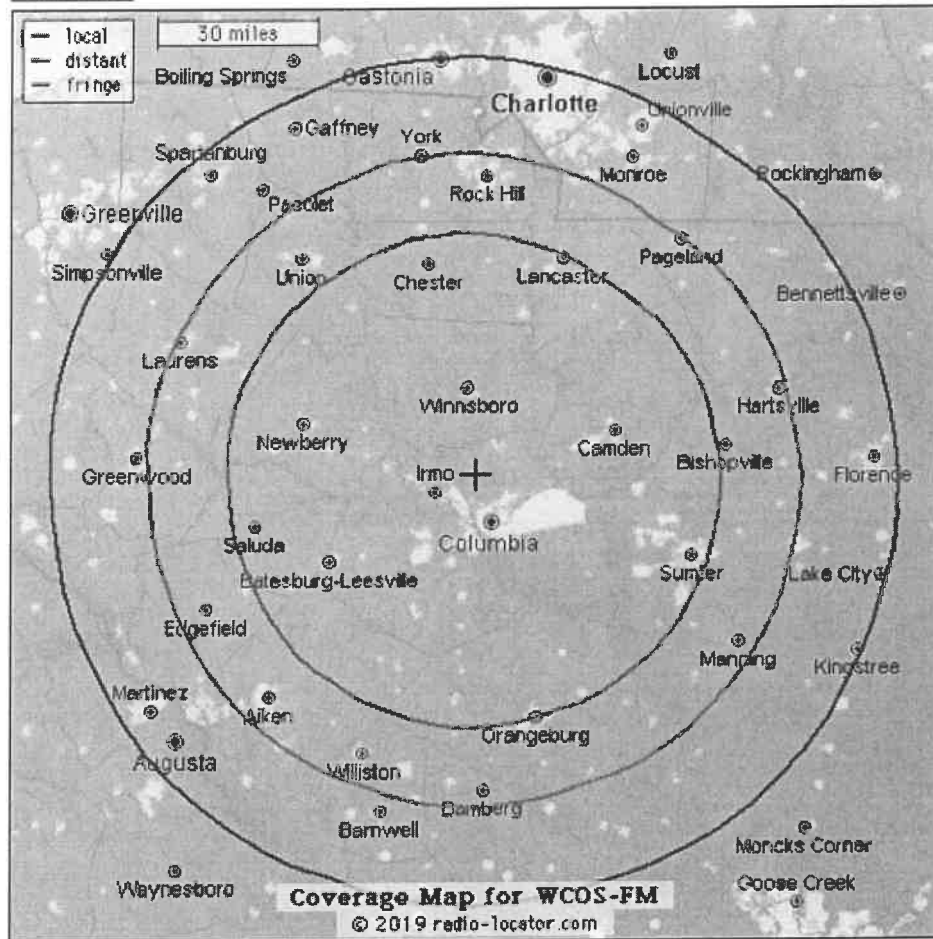 local
distant
fringe
30 miles
Boiling Springs
Gastonia
Locust
Charlotte
Unionville
Gaffney
York
Spartanburg
Monroe
Rockingham
Pacolet
Rock Hill
Greenville
Simpsonville
Union
Chester
Lancaster
Pageland
Bennettsville
Laurens
Winnsboro
Hartsville
Newberry
Camden
Bishopville
Greenwood
Irmo
Florence
Saluda
Columbia
Batesburg-Leesville
Sumter
Lake City
Edgefield
Manning
Kingstree
Martinez
Aiken
Orangeburg
Augusta
Williston
Bamberg
Barnwell
Moncks Corner
Waynesboro
Goose Creek
Coverage Map for WCOS-FM
© 2019 radio-locator.com